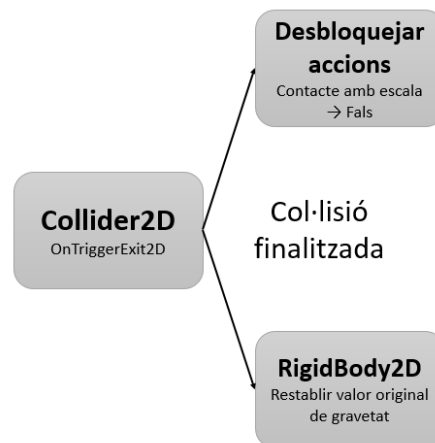 Desbloquejar
accions
Contacte amb escala
→ Fals
Collider2D
OnTriggerExit2D
Col·lisió
finalitzada
RigidBody2D
Restablir valor original
de gravetat